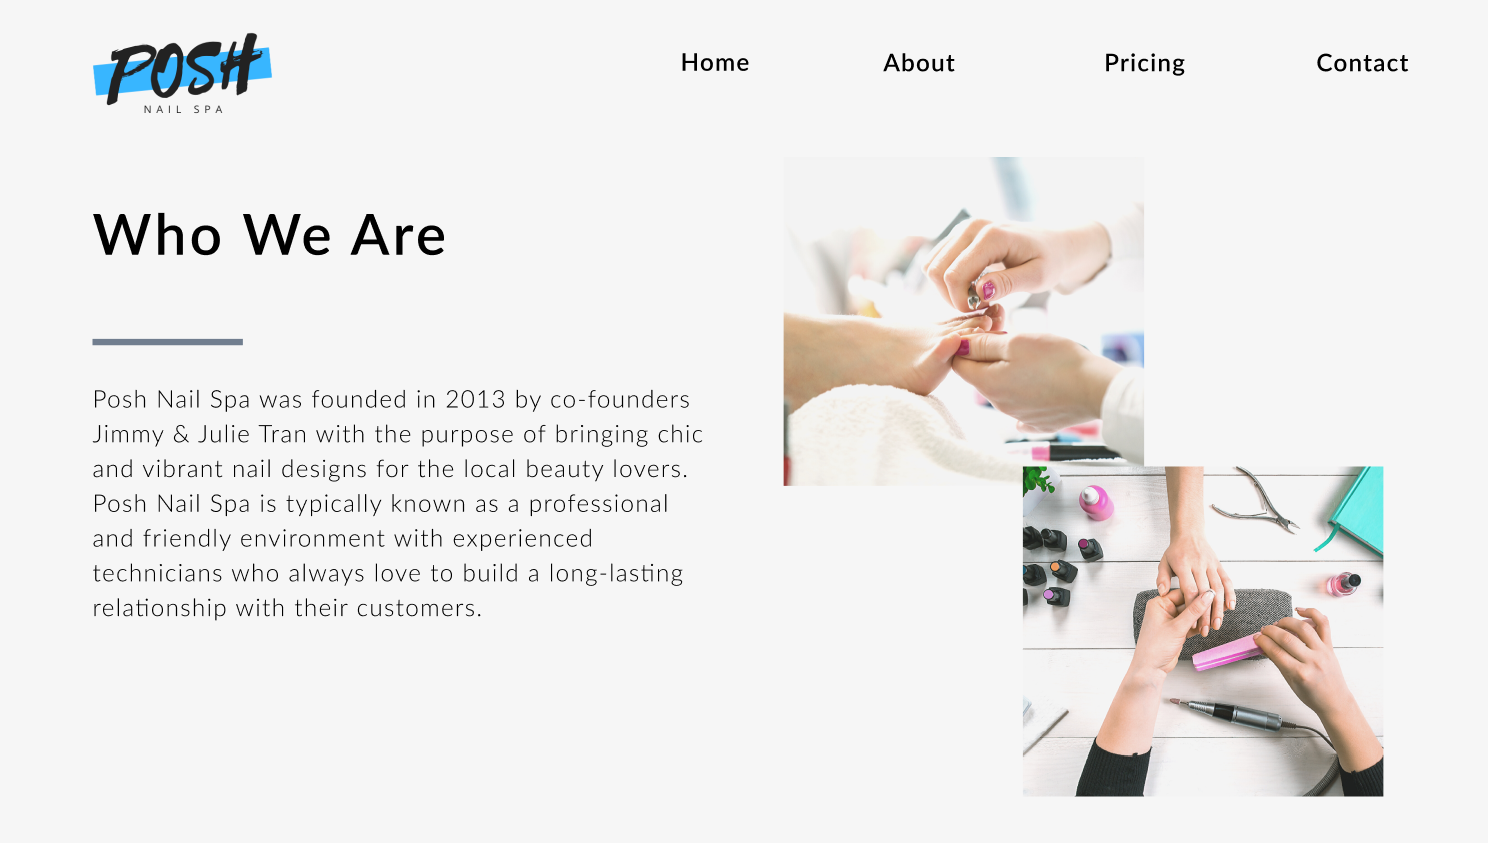 POSH
NAIL SPA
Home
About
Pricing
Contact
Who We Are
Posh Nail Spa was founded in 2013 by co-founders
Jimmy & Julie Tran with the purpose of bringing chic
and vibrant nail designs for the local beauty lovers.
Posh Nail Spa is typically known as a professional
and friendly environment with experienced
technicians who always love to build a long-lasting
relationship with their customers.